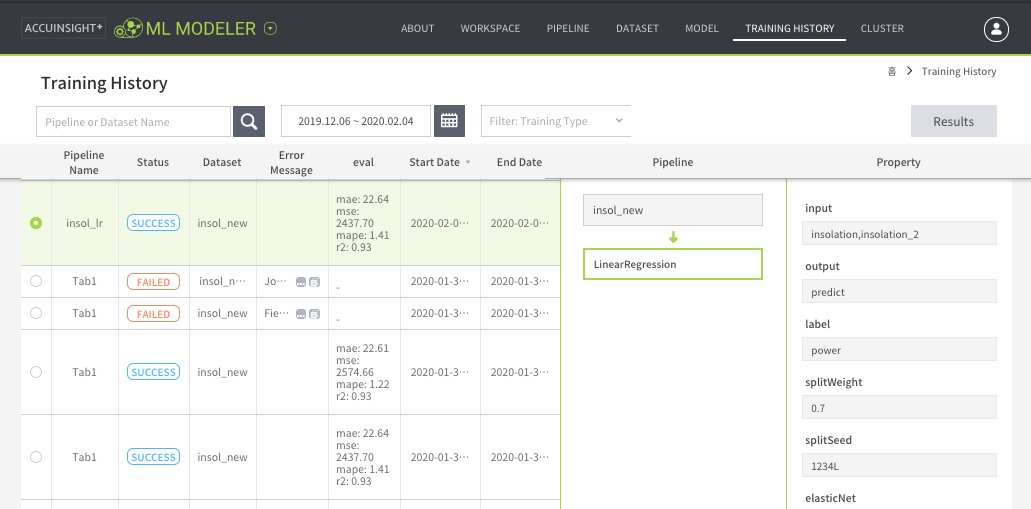 ACCUINSIGHT+ ML MODELER ABOUT WORKSPACE PIPELINE DATASET MODEL TRAINING HISTORY CLUSTER
홈 > Training History
Training History
Pipeline or Dataset Name
2019.12.06 ~ 2020.02.04
Filter: Training Type
Results
Pipeline
Name
Status
Dataset
Error
Message
eval
Start Date
End Date
Pipeline
Property
insol_lr
SUCCESS
insol_new
mae: 22.64
mse:
2437.70
mape: 1.41
r2: 0.93
2020-02-0…
2020-02-0…
Tab1
FAILED
insol_n…
Jo…
-
2020-01-3…
2020-01-3…
Tab1
FAILED
insol_new
Fie…
-
2020-01-3…
2020-01-3…
Tab1
SUCCESS
insol_new
mae: 22.61
mse:
2574.66
mape: 1.22
r2: 0.93
2020-01-3…
2020-01-3…
Tab1
SUCCESS
insol_new
mae: 22.64
mse:
2437.70
mape: 1.41
r2: 0.93
2020-01-3…
2020-01-3…
insol_new
LinearRegression
input
insolation,insolation_2
output
predict
label
power
splitWeight
0.7
splitSeed
1234L
elasticNet